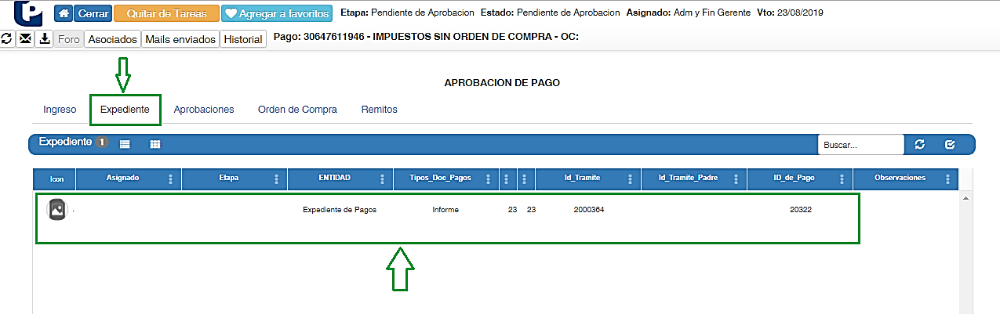 Cerrar Quitar de Tareas Agregar a favoritos Etapa: Pendiente de Aprobacion Estado: Pendiente de Aprobacion Asignado: Adm y Fin Gerente Vto: 23/08/2019
Foro Asociados Mails enviados Historial Pago: 30647611946 - IMPUESTOS SIN ORDEN DE COMPRA - OC:
APROBACION DE PAGO
Ingreso Expediente Aprobaciones Orden de Compra Remitos
Expediente 1 Buscar...
Icon Asignado Etapa ENTIDAD Tipos_Doc_Pagos Id_Tramite Id_Tramite_Padre ID_de_Pago Observaciones
. Expediente de Pagos Informe 23 23 2000364 20322